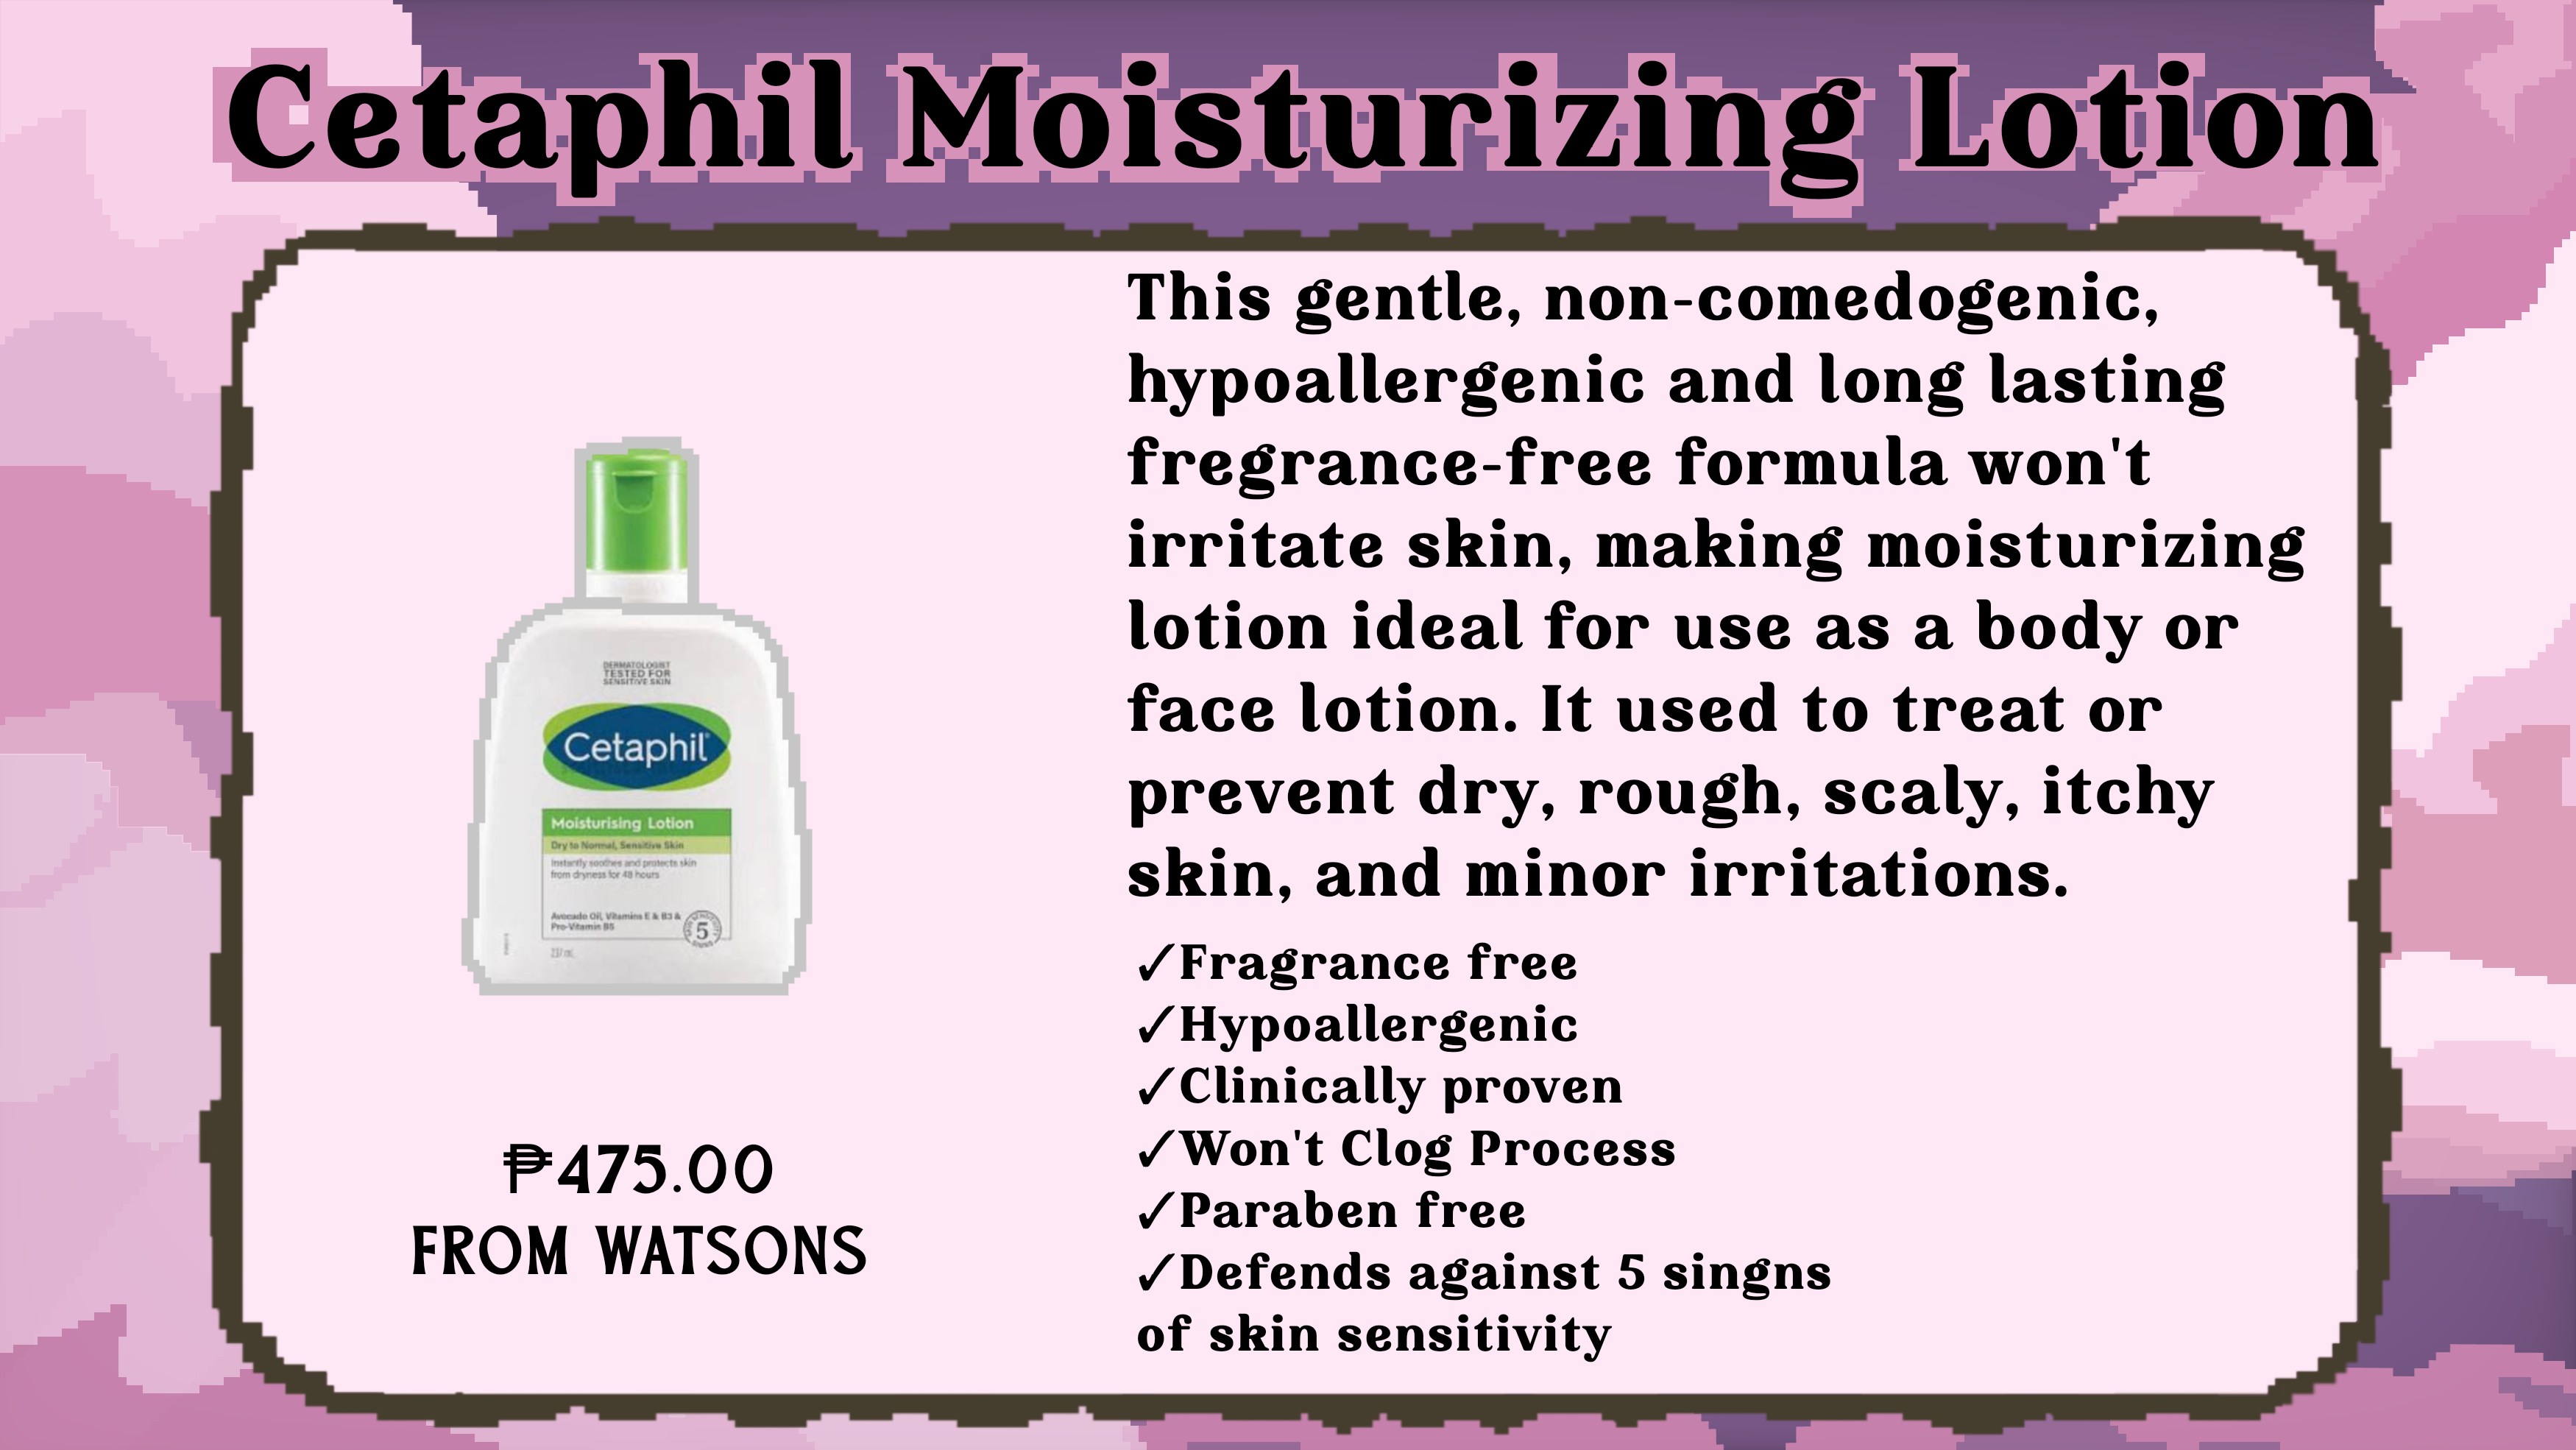 Cetaphil Moisturizing Lotion
This gentle, non-comedogenic,
hypoallergenic and long lasting
fregrance-free formula won't
irritate skin, making moisturizing
lotion ideal for use as a body or
face lotion. It used to treat or
prevent dry, rough, scaly, itchy
skin, and minor irritations.
✓Fragrance free
✓Hypoallergenic
✓Clinically proven
✓Won't Clog Process
✓Paraben free
✓Defends against 5 singns
of skin sensitivity
DERMATOLOGIST
TESTED FOR
SENSITIVE SKIN
Cetaphil
Moisturising Lotion
Dry to Normal, Sensitive Skin
Instantly soothes and protects skin
from dryness for 48 hours
Avocado Oil, Vitamins E & B3 &
Pro-Vitamin B5
5
237 mL
₱475.00
FROM WATSONS